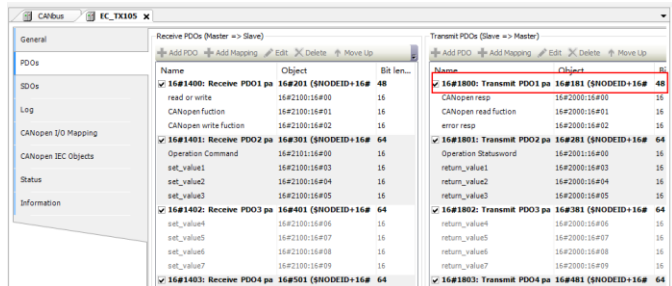 CANbus EC_TX105 x
General
PDOs
SDOs
Log
CANopen I/O Mapping
CANopen IEC Objects
Status
Information
Receive PDOs (Master => Slave)
Add PDO Add Mapping Edit Delete Move Up
Name Object Bit len...
16#1400: Receive PDO1 pa 16#201 ($NODEID+16# 48
read or write 16#2100:16#00 16
CANopen fuction 16#2100:16#01 16
CANopen write fuction 16#2100:16#02 16
16#1401: Receive PDO2 pa 16#301 ($NODEID+16# 64
Operation Command 16#2101:16#00 16
set_value1 16#2100:16#03 16
set_value2 16#2100:16#04 16
set_value3 16#2100:16#05 16
16#1402: Receive PDO3 pa 16#401 ($NODEID+16# 64
set_value4 16#2100:16#06 16
set_value5 16#2100:16#07 16
set_value6 16#2100:16#08 16
set_value7 16#2100:16#09 16
16#1403: Receive PDO4 pa 16#501 ($NODEID+16# 64
Transmit PDOs (Slave => Master)
Add PDO Add Mapping Edit Delete Move Up
Name Object Bi
16#1800: Transmit PDO1 pa 16#181 ($NODEID+16# 48
CANopen resp 16#2000:16#00 16
CANopen read fuction 16#2000:16#01 16
error resp 16#2000:16#02 16
16#1801: Transmit PDO2 pa 16#281 ($NODEID+16# 64
Operation Statusword 16#2001:16#00 16
return_value1 16#2000:16#03 16
return_value2 16#2000:16#04 16
return_value3 16#2000:16#05 16
16#1802: Transmit PDO3 pa 16#381 ($NODEID+16# 64
return_value4 16#2000:16#06 16
return_value5 16#2000:16#07 16
return_value6 16#2000:16#08 16
return_value7 16#2000:16#09 16
16#1803: Transmit PDO4 pa 16#481 ($NODEID+16# 64